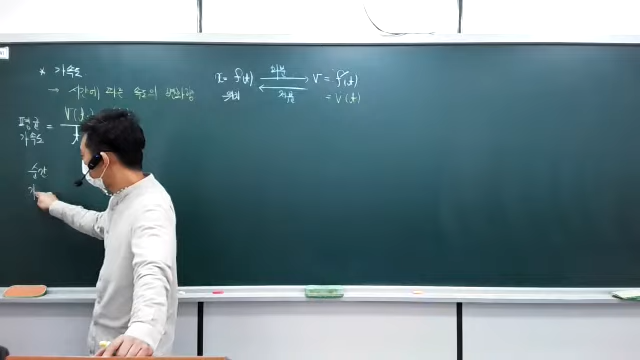 * 가속도
→ 시간에 따른 속도의 변화량
평균
가속도 =
순간
x = f(t)
위치
미분
적분
v = f'(t)
= v(t)